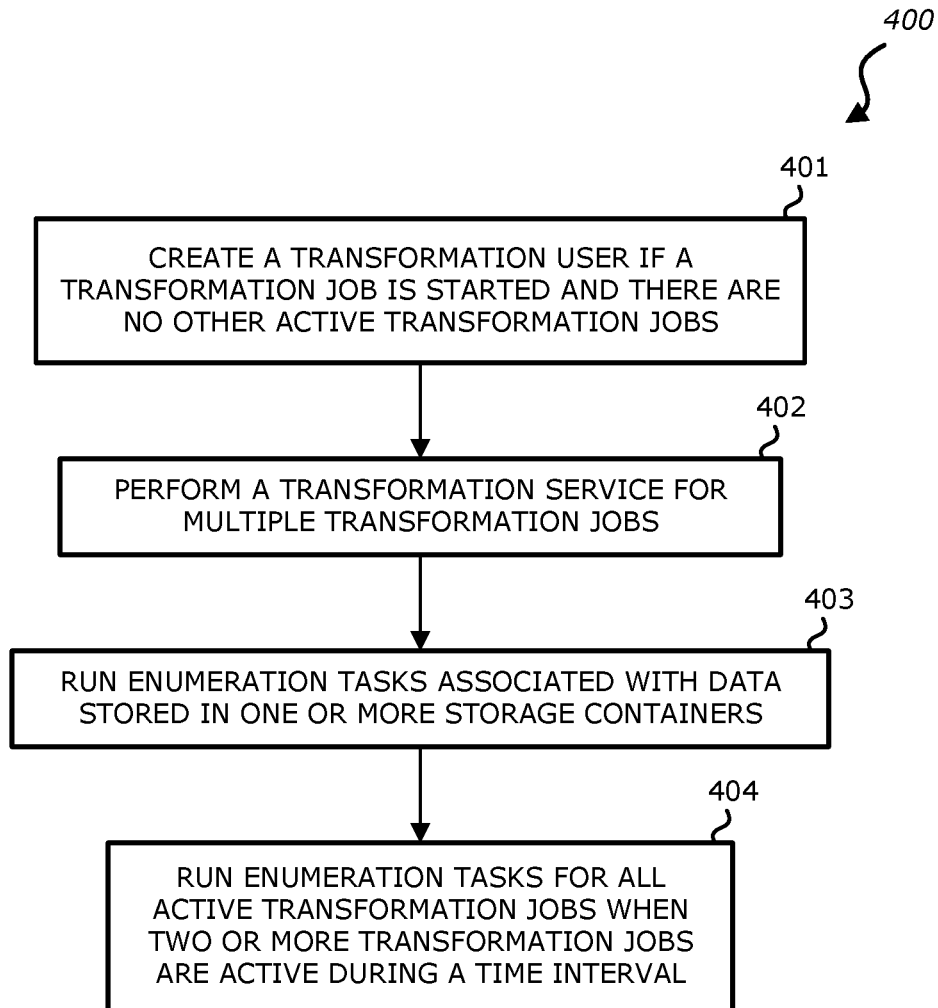 400
401
CREATE A TRANSFORMATION USER IF A
TRANSFORMATION JOB IS STARTED AND THERE ARE
NO OTHER ACTIVE TRANSFORMATION JOBS
402
PERFORM A TRANSFORMATION SERVICE FOR
MULTIPLE TRANSFORMATION JOBS
403
RUN ENUMERATION TASKS ASSOCIATED WITH DATA
STORED IN ONE OR MORE STORAGE CONTAINERS
404
RUN ENUMERATION TASKS FOR ALL
ACTIVE TRANSFORMATION JOBS WHEN
TWO OR MORE TRANSFORMATION JOBS
ARE ACTIVE DURING A TIME INTERVAL